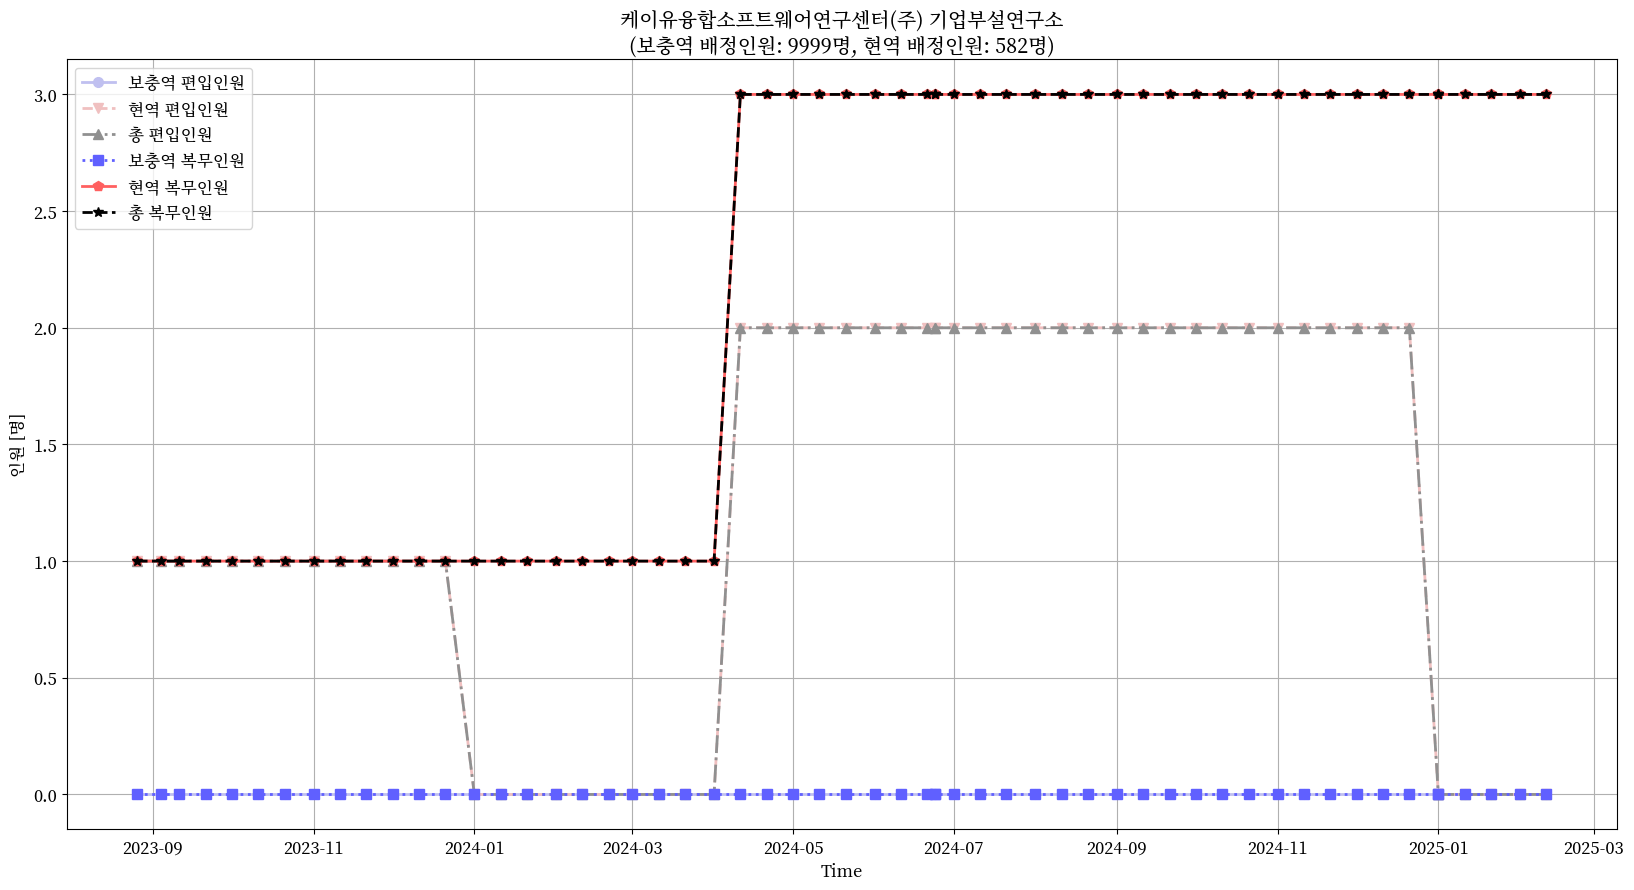 케이유융합소프트웨어연구센터(주) 기업부설연구소
(보충역 배정인원: 9999명, 현역 배정인원: 582명)
보충역 편입인원
현역 편입인원
총 편입인원
보충역 복무인원
현역 복무인원
총 복무인원
인원 [명]
3.0
2.5
2.0
1.5
1.0
0.5
0.0
2023-09
2023-11
2024-01
2024-03
2024-05
2024-07
2024-09
2024-11
2025-01
2025-03
Time